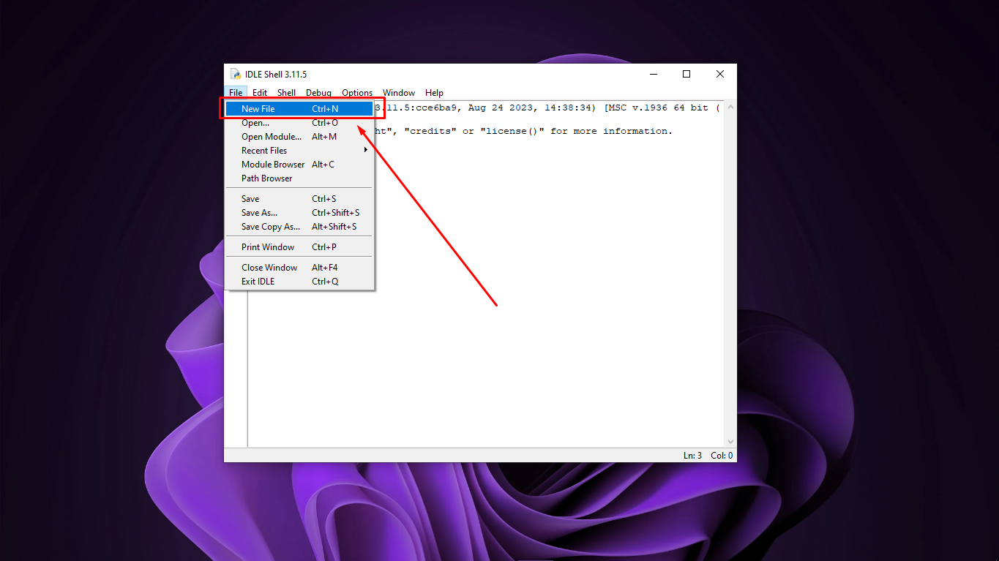 IDLE Shell 3.11.5
File Edit Shell Debug Options Window Help
New File Ctrl+N
Open... Ctrl+O
Open Module... Alt+M
Recent Files
Module Browser Alt+C
Path Browser
Save Ctrl+S
Save As... Ctrl+Shift+S
Save Copy As... Alt+Shift+S
Print Window Ctrl+P
Close Window Alt+F4
Exit IDLE Ctrl+Q
3.11.5:cce6ba9, Aug 24 2023, 14:38:34) [MSC v.1936 64 bit (
ht", "credits" or "license()" for more information.
Ln: 3 Col: 0